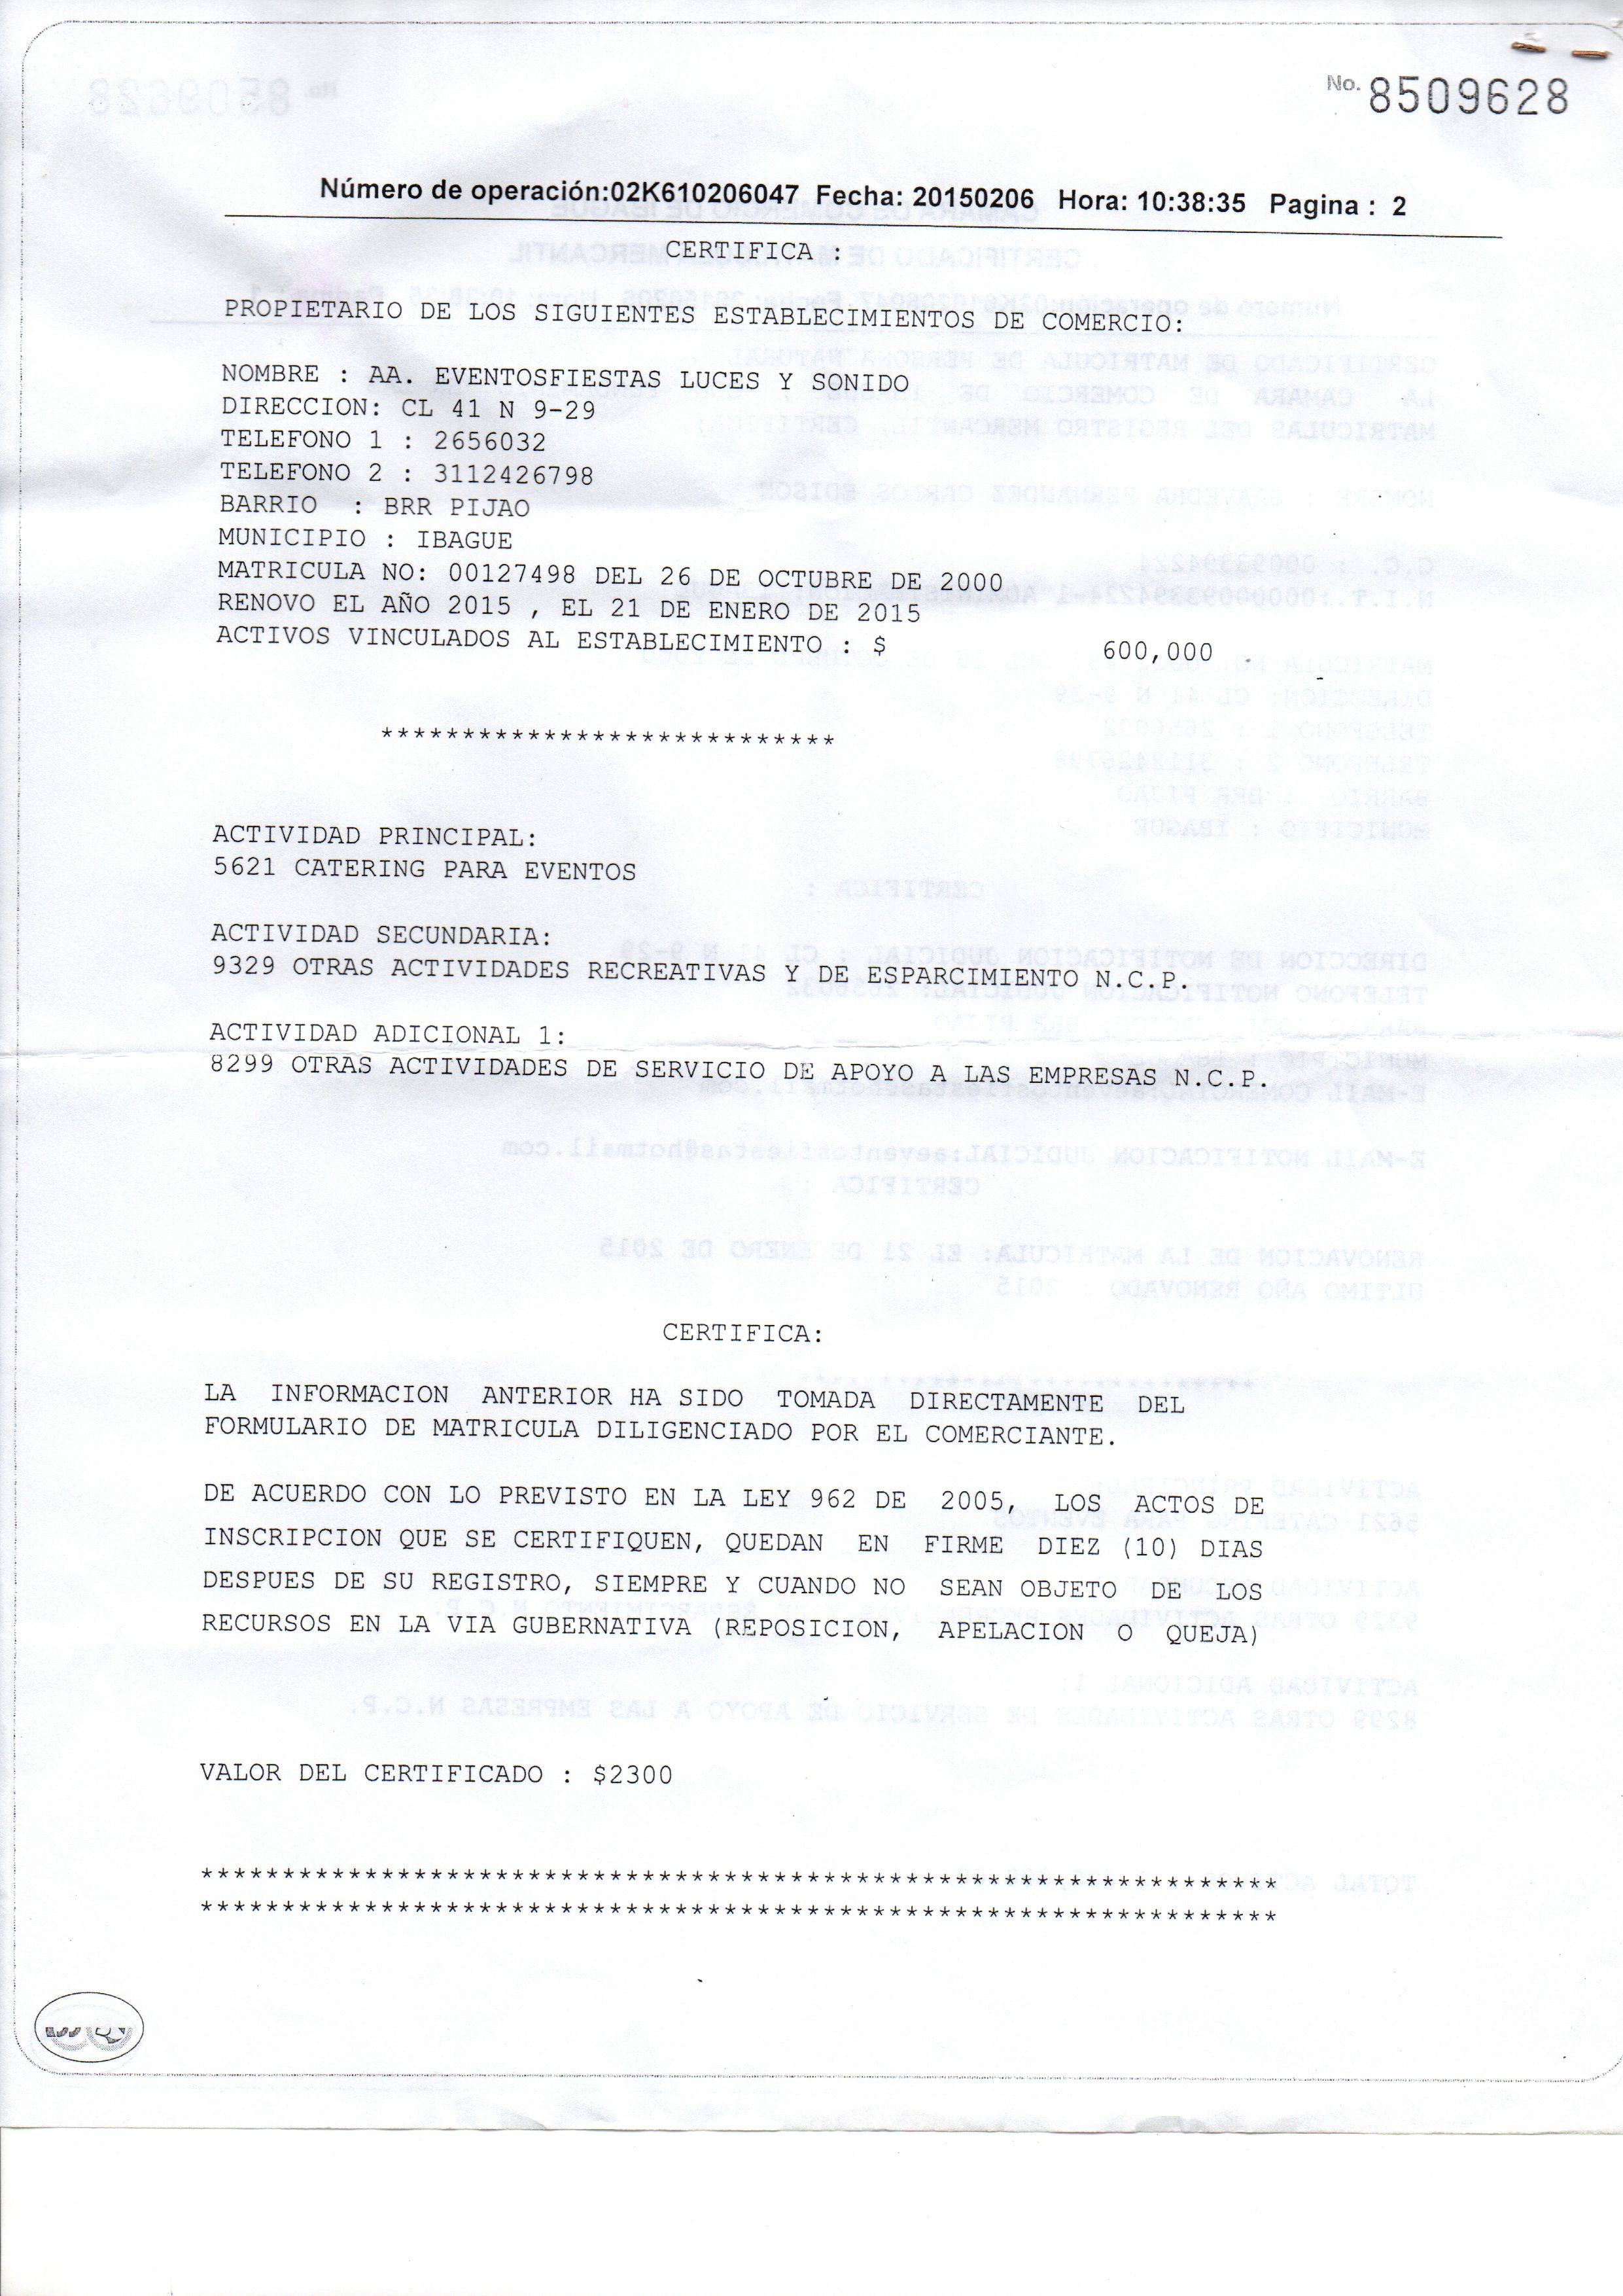 No. 8509628
Número de operación:02K610206047 Fecha: 20150206 Hora: 10:38:35 Pagina : 2
CERTIFICA :
PROPIETARIO DE LOS SIGUIENTES ESTABLECIMIENTOS DE COMERCIO:
NOMBRE : AA. EVENTOSFIESTAS LUCES Y SONIDO
DIRECCION: CL 41 N 9-29
TELEFONO 1 : 2656032
TELEFONO 2 : 3112426798
BARRIO : BRR PIJAO
MUNICIPIO : IBAGUE
MATRICULA NO: 00127498 DEL 26 DE OCTUBRE DE 2000
RENOVO EL AÑO 2015 , EL 21 DE ENERO DE 2015
ACTIVOS VINCULADOS AL ESTABLECIMIENTO : $ 600,000
****************************
ACTIVIDAD PRINCIPAL:
5621 CATERING PARA EVENTOS
ACTIVIDAD SECUNDARIA:
9329 OTRAS ACTIVIDADES RECREATIVAS Y DE ESPARCIMIENTO N.C.P.
ACTIVIDAD ADICIONAL 1:
8299 OTRAS ACTIVIDADES DE SERVICIO DE APOYO A LAS EMPRESAS N.C.P.
CERTIFICA:
LA INFORMACION ANTERIOR HA SIDO TOMADA DIRECTAMENTE DEL
FORMULARIO DE MATRICULA DILIGENCIADO POR EL COMERCIANTE.
DE ACUERDO CON LO PREVISTO EN LA LEY 962 DE 2005, LOS ACTOS DE
INSCRIPCION QUE SE CERTIFIQUEN, QUEDAN EN FIRME DIEZ (10) DIAS
DESPUES DE SU REGISTRO, SIEMPRE Y CUANDO NO SEAN OBJETO DE LOS
RECURSOS EN LA VIA GUBERNATIVA (REPOSICION, APELACION O QUEJA)
VALOR DEL CERTIFICADO : $2300
******************************************************************
******************************************************************